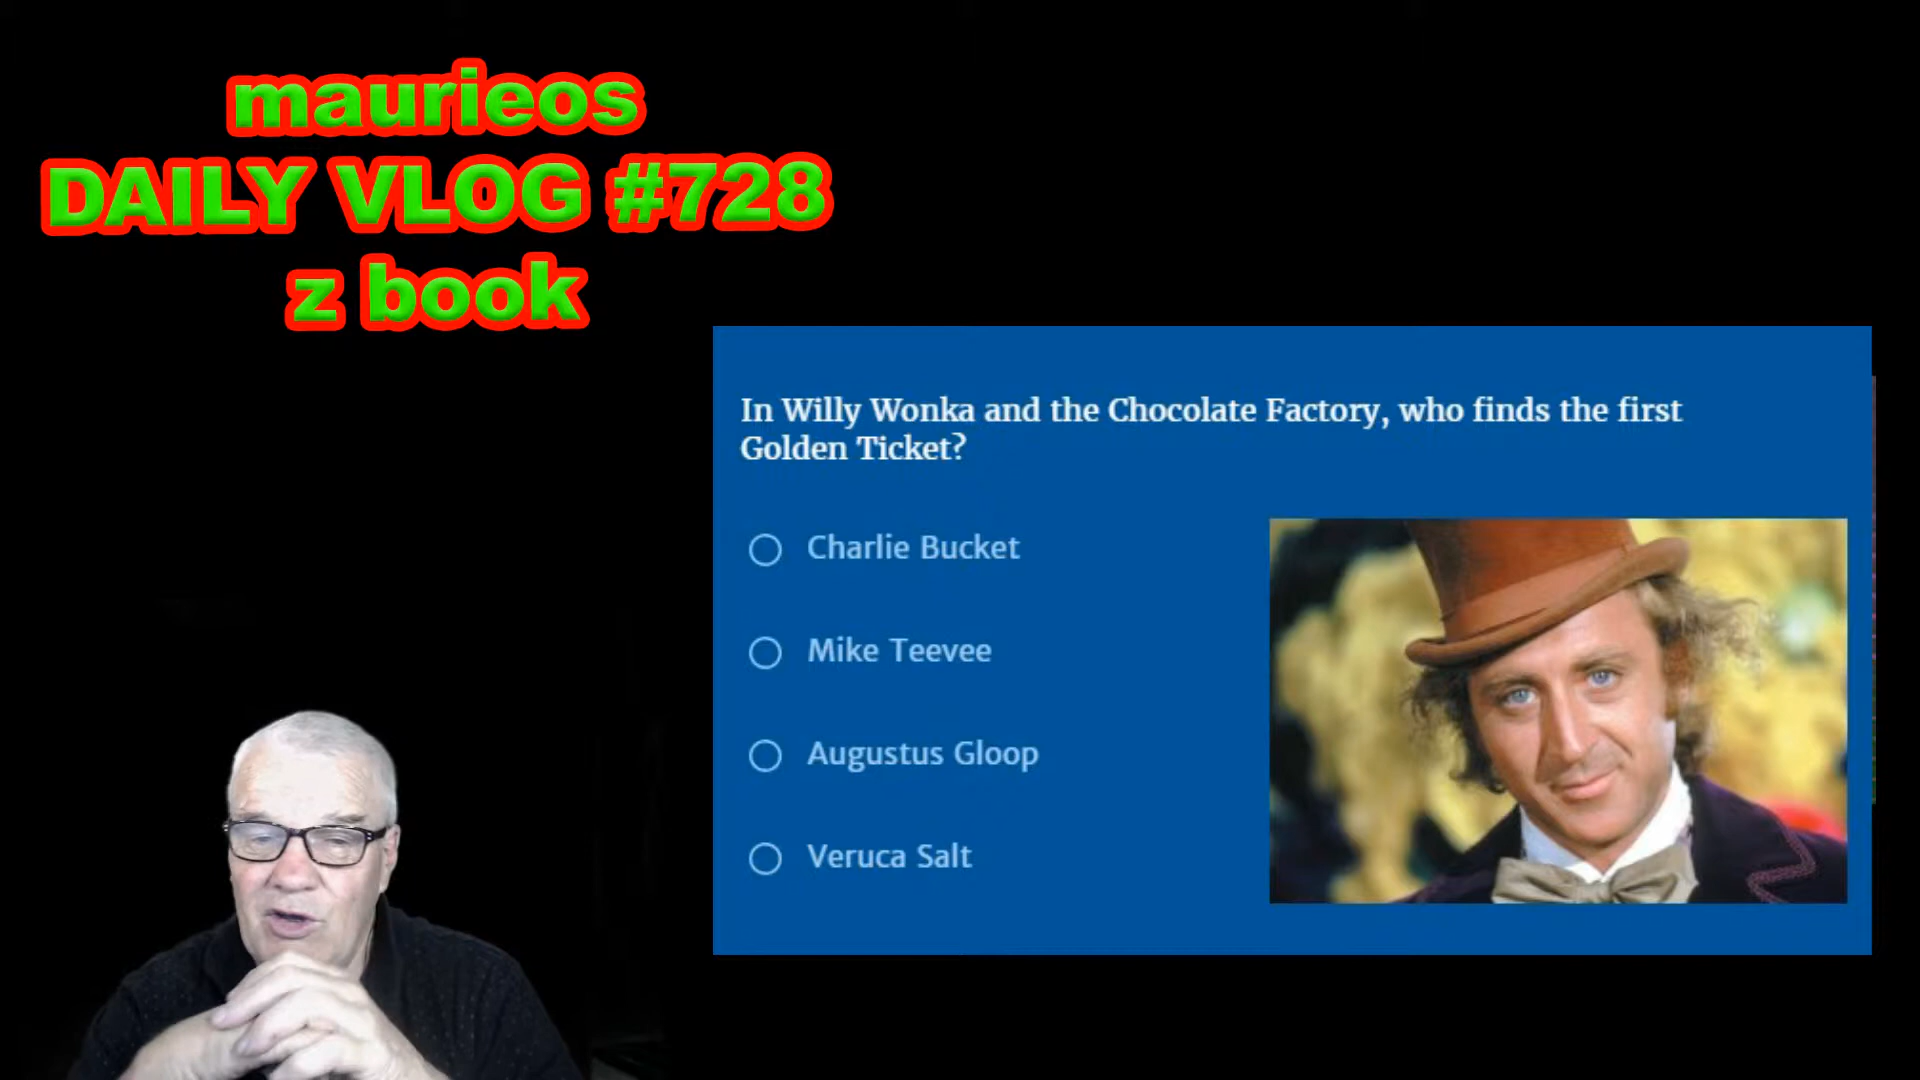 maurieos
DAILY VLOG #728
z book
In Willy Wonka and the Chocolate Factory, who finds the first
Golden Ticket?
Charlie Bucket
Mike Teevee
Augustus Gloop
Veruca Salt